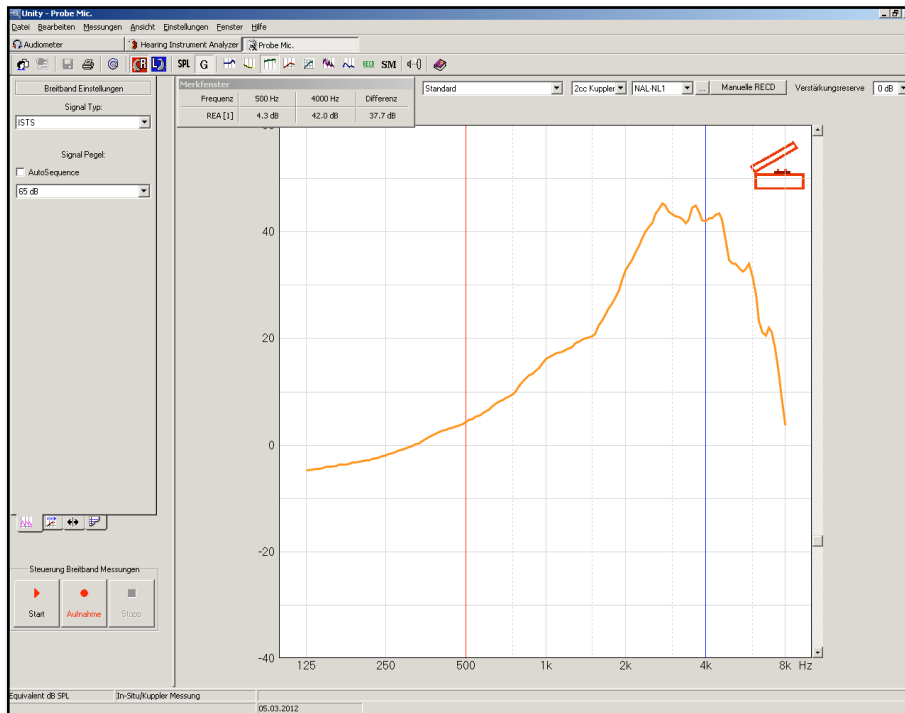 Unity - Probe Mic.
Datei Bearbeiten Messungen Ansicht Einstellungen Fenster Hilfe
Audiometer Hearing Instrument Analyzer Probe Mic.
SPL G RECD SM
Breitband Einstellungen
Signal Typ:
ISTS
Signal Pegel:
AutoSequence
65 dB
Merkfenster
Frequenz 500 Hz 4000 Hz Differenz
REA [1] 4.3 dB 42.0 dB 37.7 dB
Standard 2cc Kuppler NAL-NL1 ... Manuelle RECD Verstärkungsreserve 0 dB
60
40
20
0
-20
-40
125 250 500 1k 2k 4k 8k Hz
Steuerung Breitband Messungen
Start Aufnahme Stopp
Equivalent dB SPL In-Situ/Kuppler Messung
05.03.2012